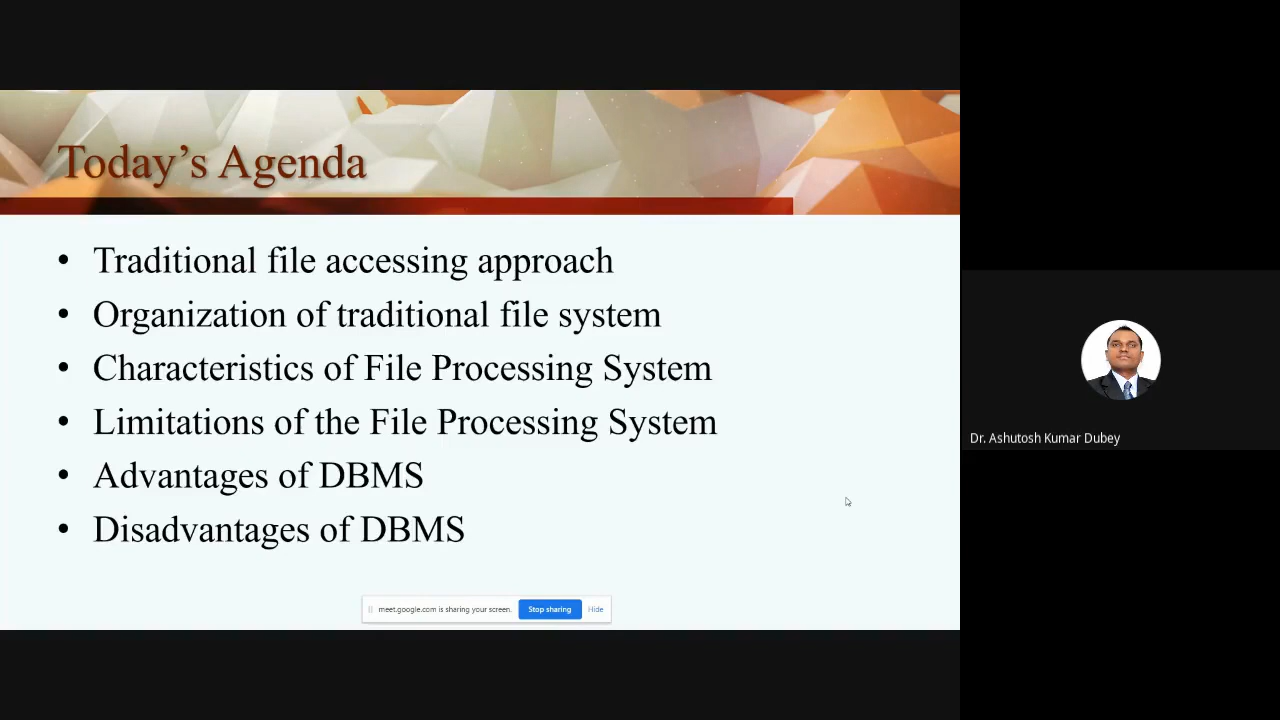 Today’s Agenda
• Traditional file accessing approach
• Organization of traditional file system
• Characteristics of File Processing System
• Limitations of the File Processing System
• Advantages of DBMS
• Disadvantages of DBMS
meet.google.com is sharing your screen. Stop sharing Hide
Dr. Ashutosh Kumar Dubey